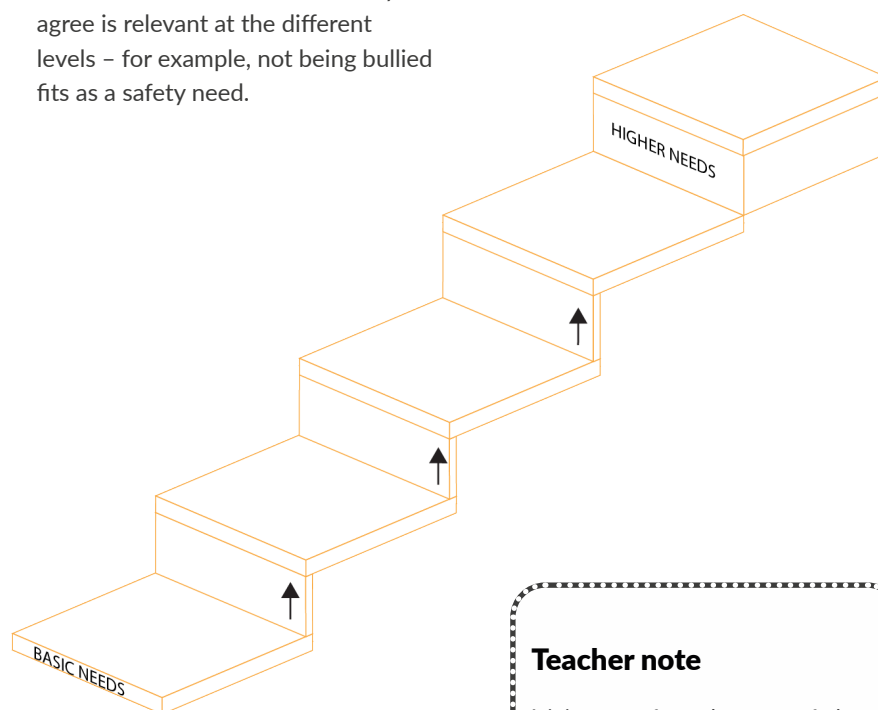 agree is relevant at the different
levels – for example, not being bullied
fits as a safety need.
HIGHER NEEDS
BASIC NEEDS
Teacher note